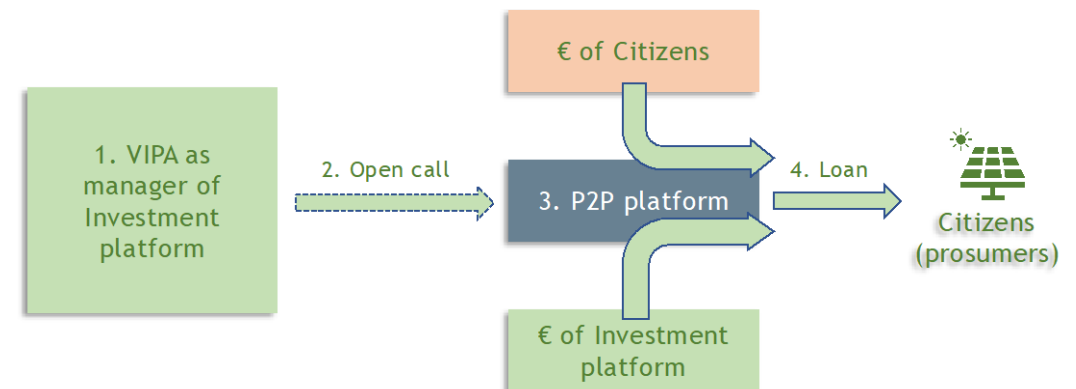 € of Citizens
1. VIPA as
manager of
Investment
platform
2. Open call
3. P2P platform
4. Loan
Citizens
(prosumers)
€ of Investment
platform